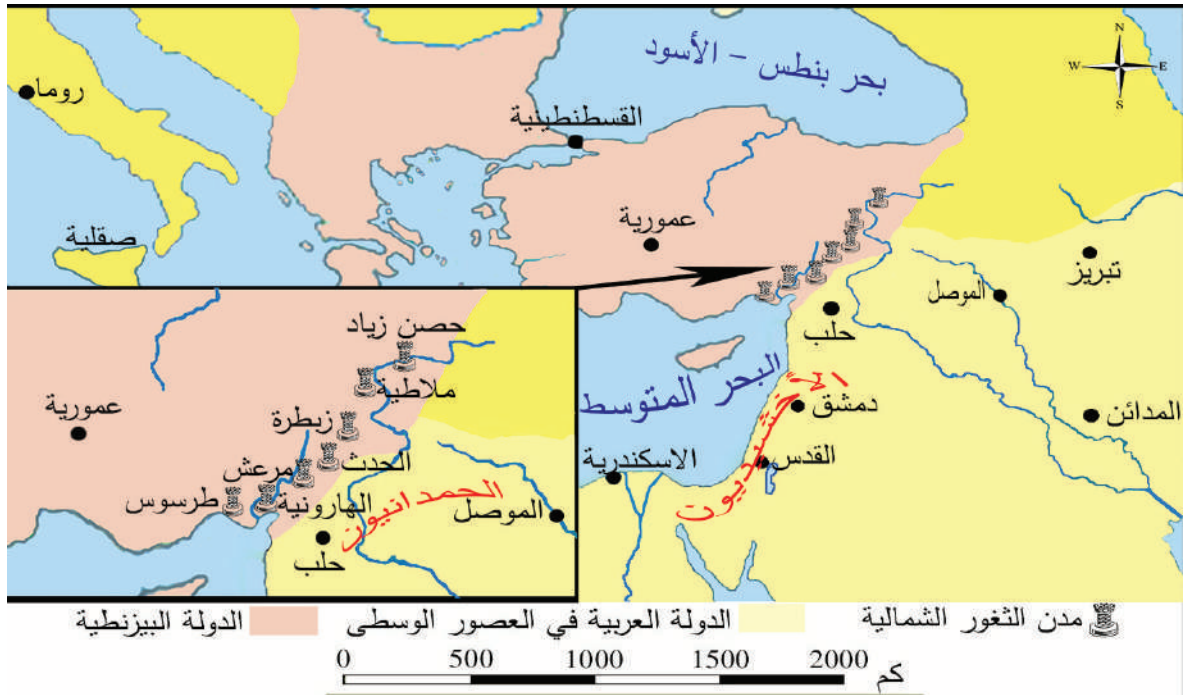 N
W E
S
بحر بنطس - الأسود
روما
القسطنطينية
عمورية
صقلية
تبريز
الموصل
حلب
البحر المتوسط
الاخشيديون
دمشق
المدائن
القدس
الاسكندرية
حصن زياد
ملاطية
عمورية
زبطرة
الحدث
مرعش
الهارونية
طرسوس
الحمدانيون
الموصل
حلب
مدن الثغور الشمالية
الدولة العربية في العصور الوسطى
الدولة البيزنطية
0 500 1000 1500 2000 كم